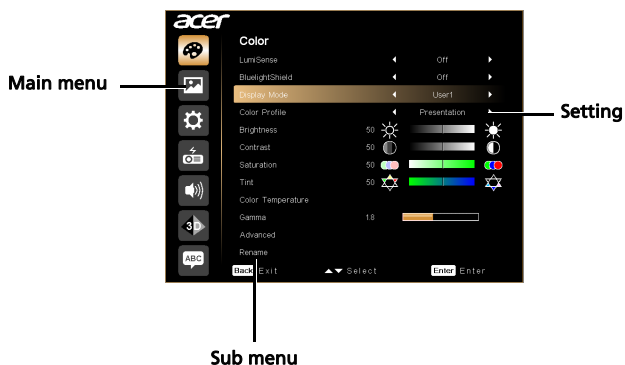 acer
Color
LumiSense Off
BluelightShield Off
Main menu
Display Mode User1
Color Profile Presentation
Setting
Brightness 50
Contrast 50
Saturation 50
Tint 50
Color Temperature
3D
Gamma 1.8
Advanced
ABC
Rename
Back Exit Select Enter Enter
Sub menu